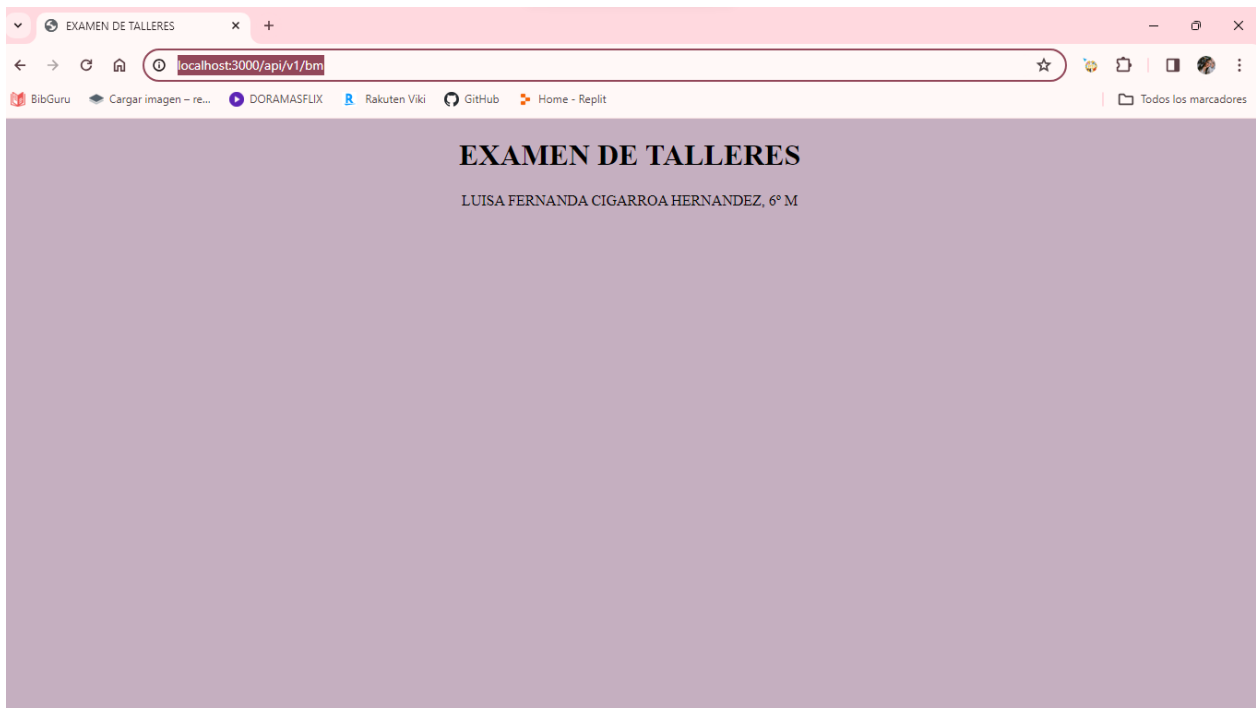 EXAMEN DE TALLERES
localhost:3000/api/v1/bm
BibGuru Cargar imagen – re... DORAMASFLIX R Rakuten Viki GitHub Home - Replit Todos los marcadores
EXAMEN DE TALLERES
LUISA FERNANDA CIGARROA HERNANDEZ, 6º M